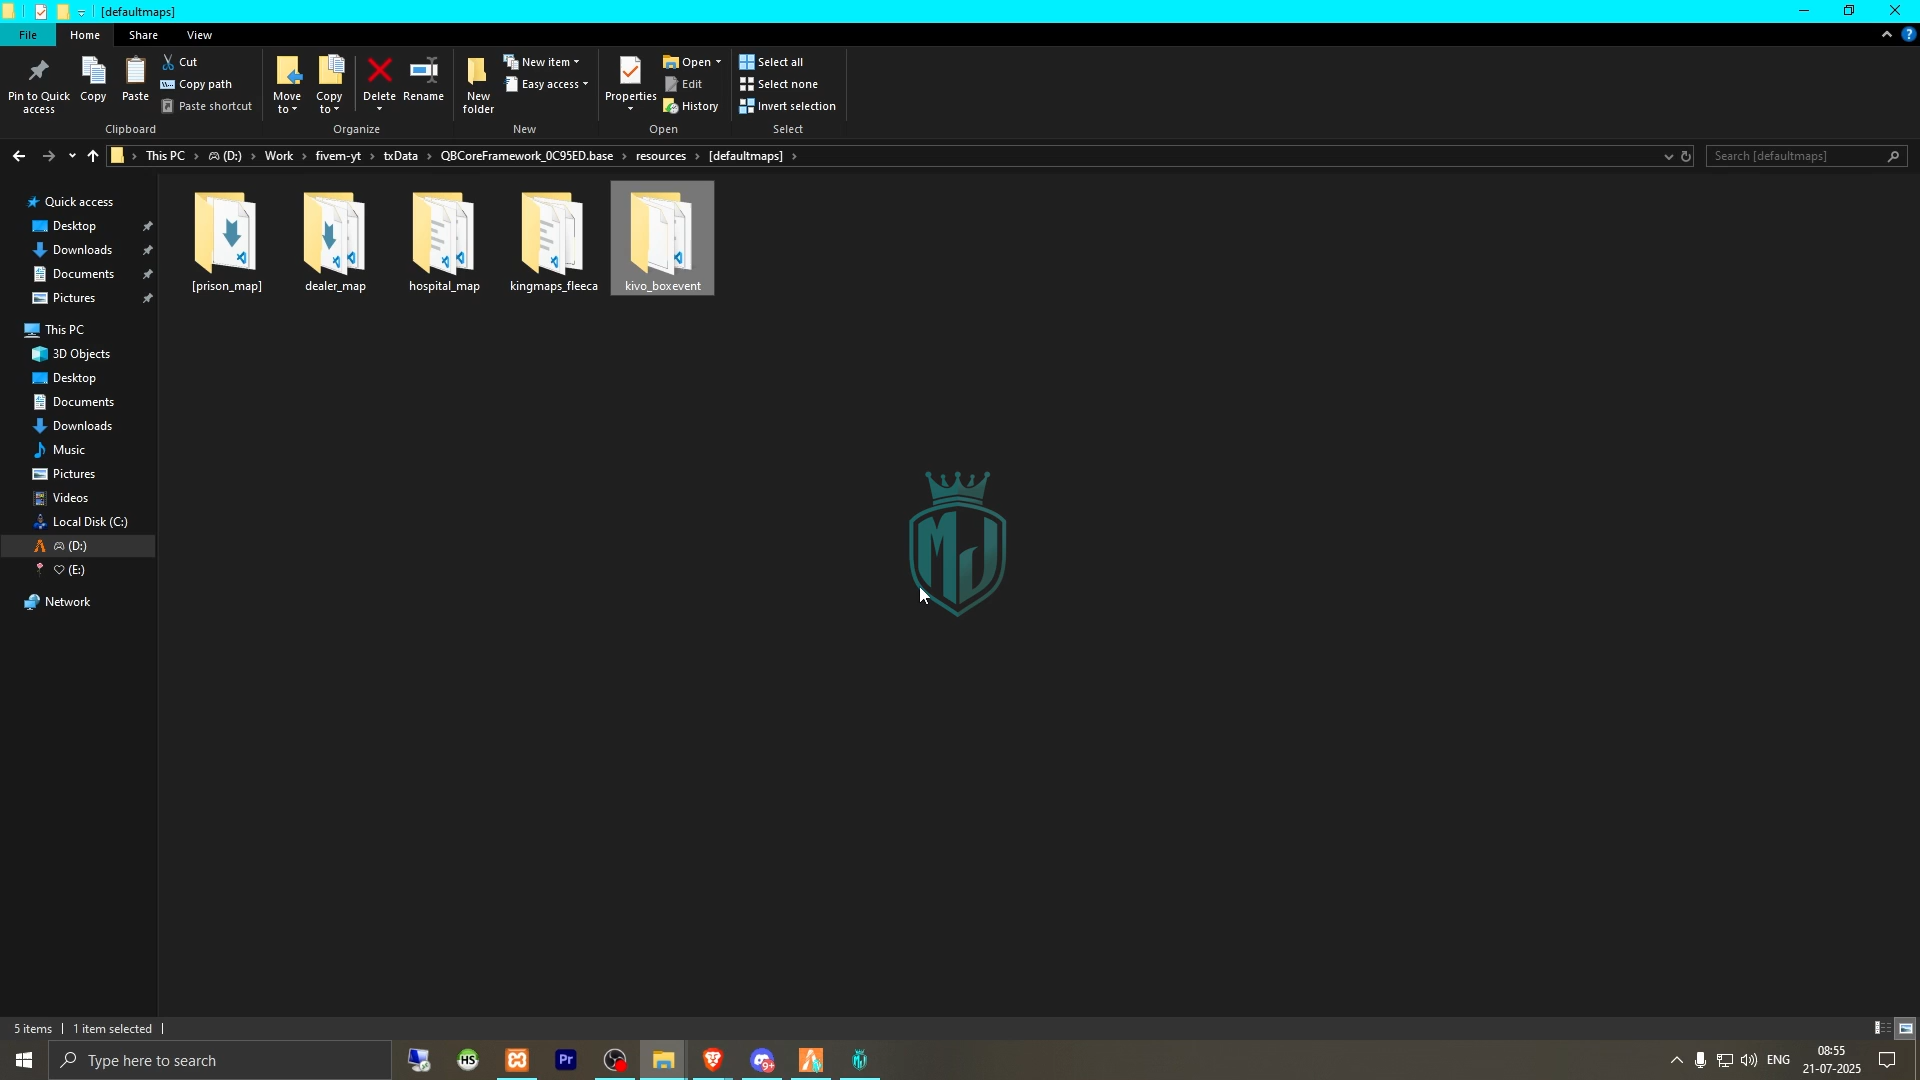 [defaultmaps]
File
Home
Share
View
Pin to Quick access
Copy
Paste
Cut
Copy path
Paste shortcut
Clipboard
Move to
Copy to
Delete
Rename
Organize
New folder
New item
Easy access
New
Properties
Open
Edit
History
Open
Select all
Select none
Invert selection
Select
This PC
(D:)
Work
fivem-yt
txData
QBCoreFramework_0C95ED.base
resources
[defaultmaps]
Search [defaultmaps]
Quick access
Desktop
Downloads
Documents
Pictures
This PC
3D Objects
Desktop
Documents
Downloads
Music
Pictures
Videos
Local Disk (C:)
(D:)
(E:)
Network
[prison_map]
dealer_map
hospital_map
kingmaps_fleeca
kivo_boxevent
MJ
5 items
1 item selected
Type here to search
HS
Pr
9+
ENG
08:55
21-07-2025